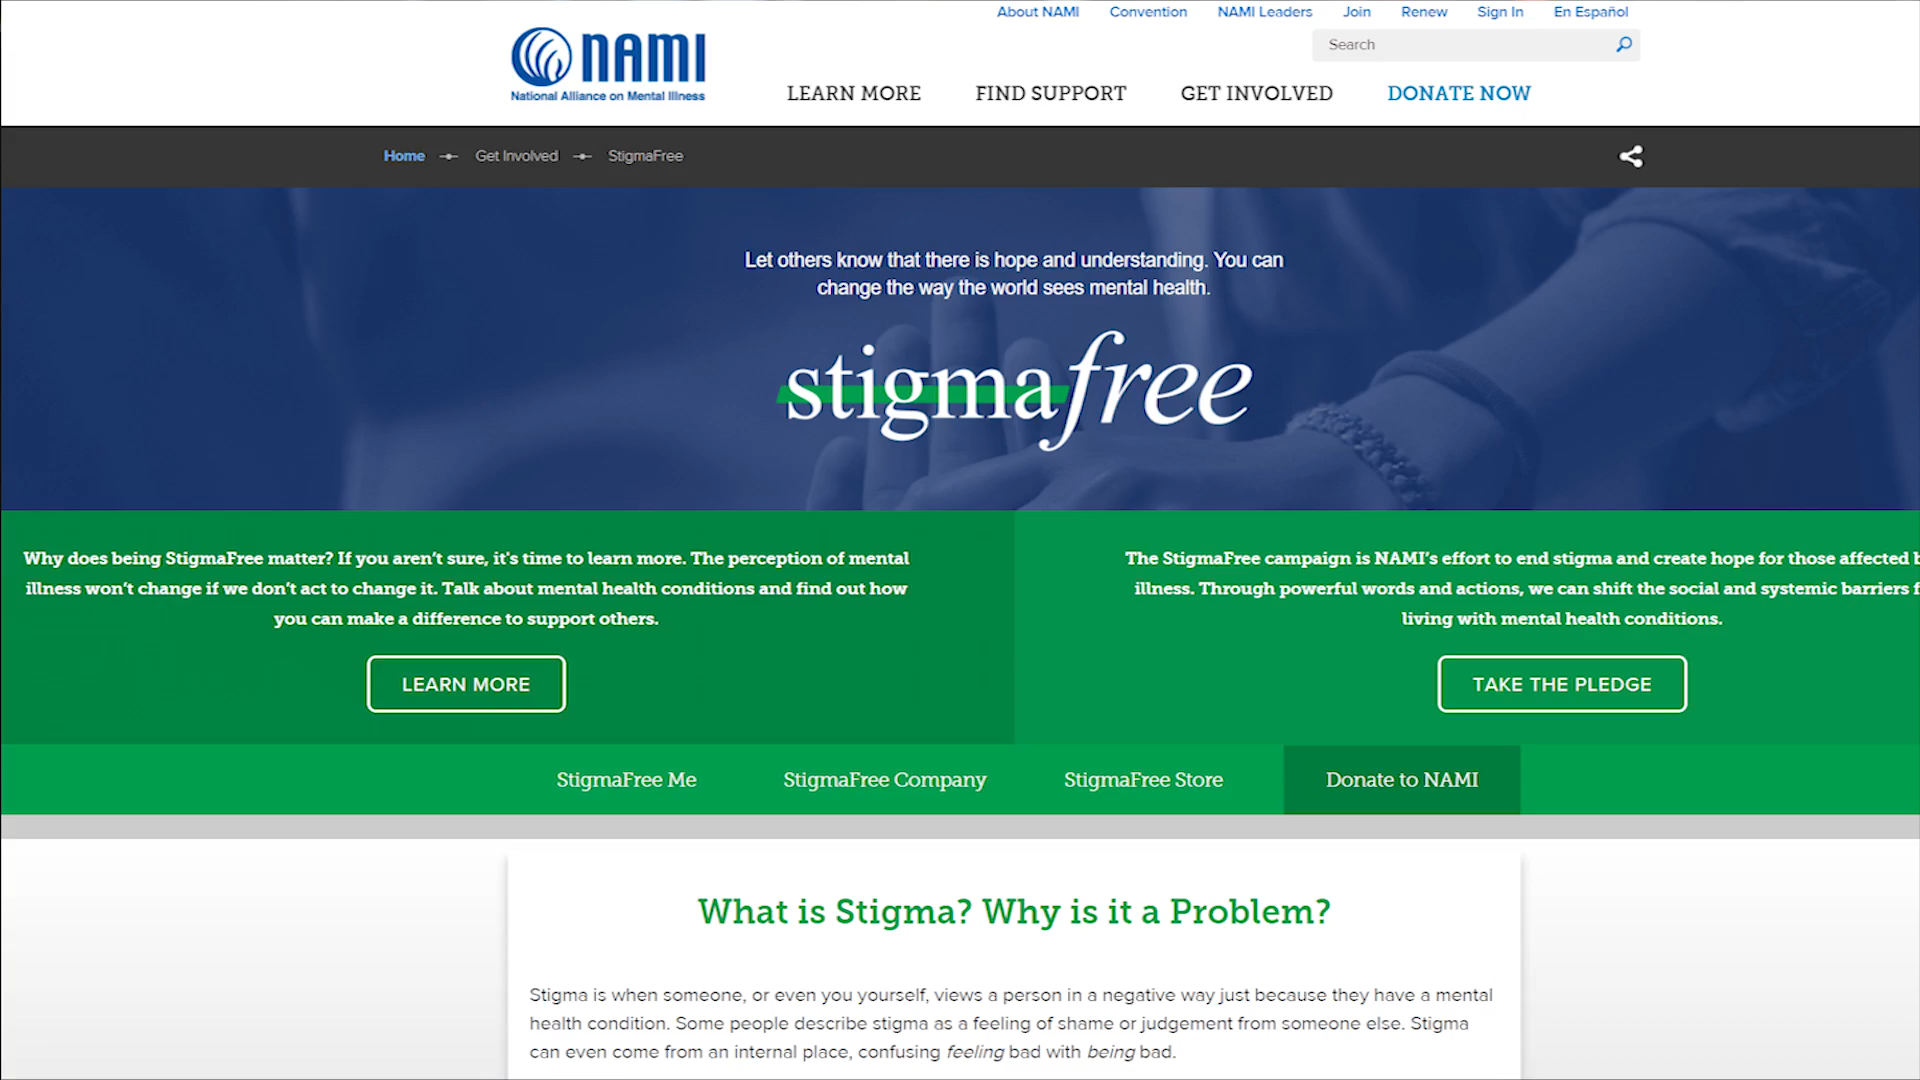 About NAMI Convention NAMI Leaders Join Renew Sign In En Español
Search
NAMI
National Alliance on Mental Illness
LEARN MORE FIND SUPPORT GET INVOLVED DONATE NOW
Home Get Involved StigmaFree
Let others know that there is hope and understanding. You can
change the way the world sees mental health.
stigmafree
Why does being StigmaFree matter? If you aren’t sure, it's time to learn more. The perception of mental
illness won’t change if we don’t act to change it. Talk about mental health conditions and find out how
you can make a difference to support others.
LEARN MORE
The StigmaFree campaign is NAMI’s effort to end stigma and create hope for those affected
illness. Through powerful words and actions, we can shift the social and systemic barriers
living with mental health conditions.
TAKE THE PLEDGE
StigmaFree Me StigmaFree Company StigmaFree Store Donate to NAMI
What is Stigma? Why is it a Problem?
Stigma is when someone, or even you yourself, views a person in a negative way just because they have a mental
health condition. Some people describe stigma as a feeling of shame or judgement from someone else. Stigma
can even come from an internal place, confusing feeling bad with being bad.